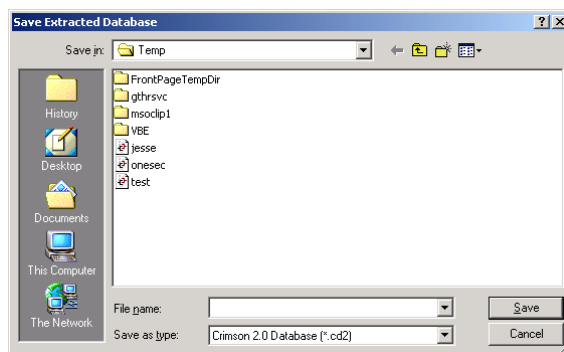 Save Extracted Database
Save in: Temp
FrontPageTempDir
gthrsvc
msoclip1
VBE
jesse
onesec
test
History
Desktop
Documents
This Computer
The Network
File name:
Save
Save as type: Crimson 2.0 Database (*.cd2)
Cancel